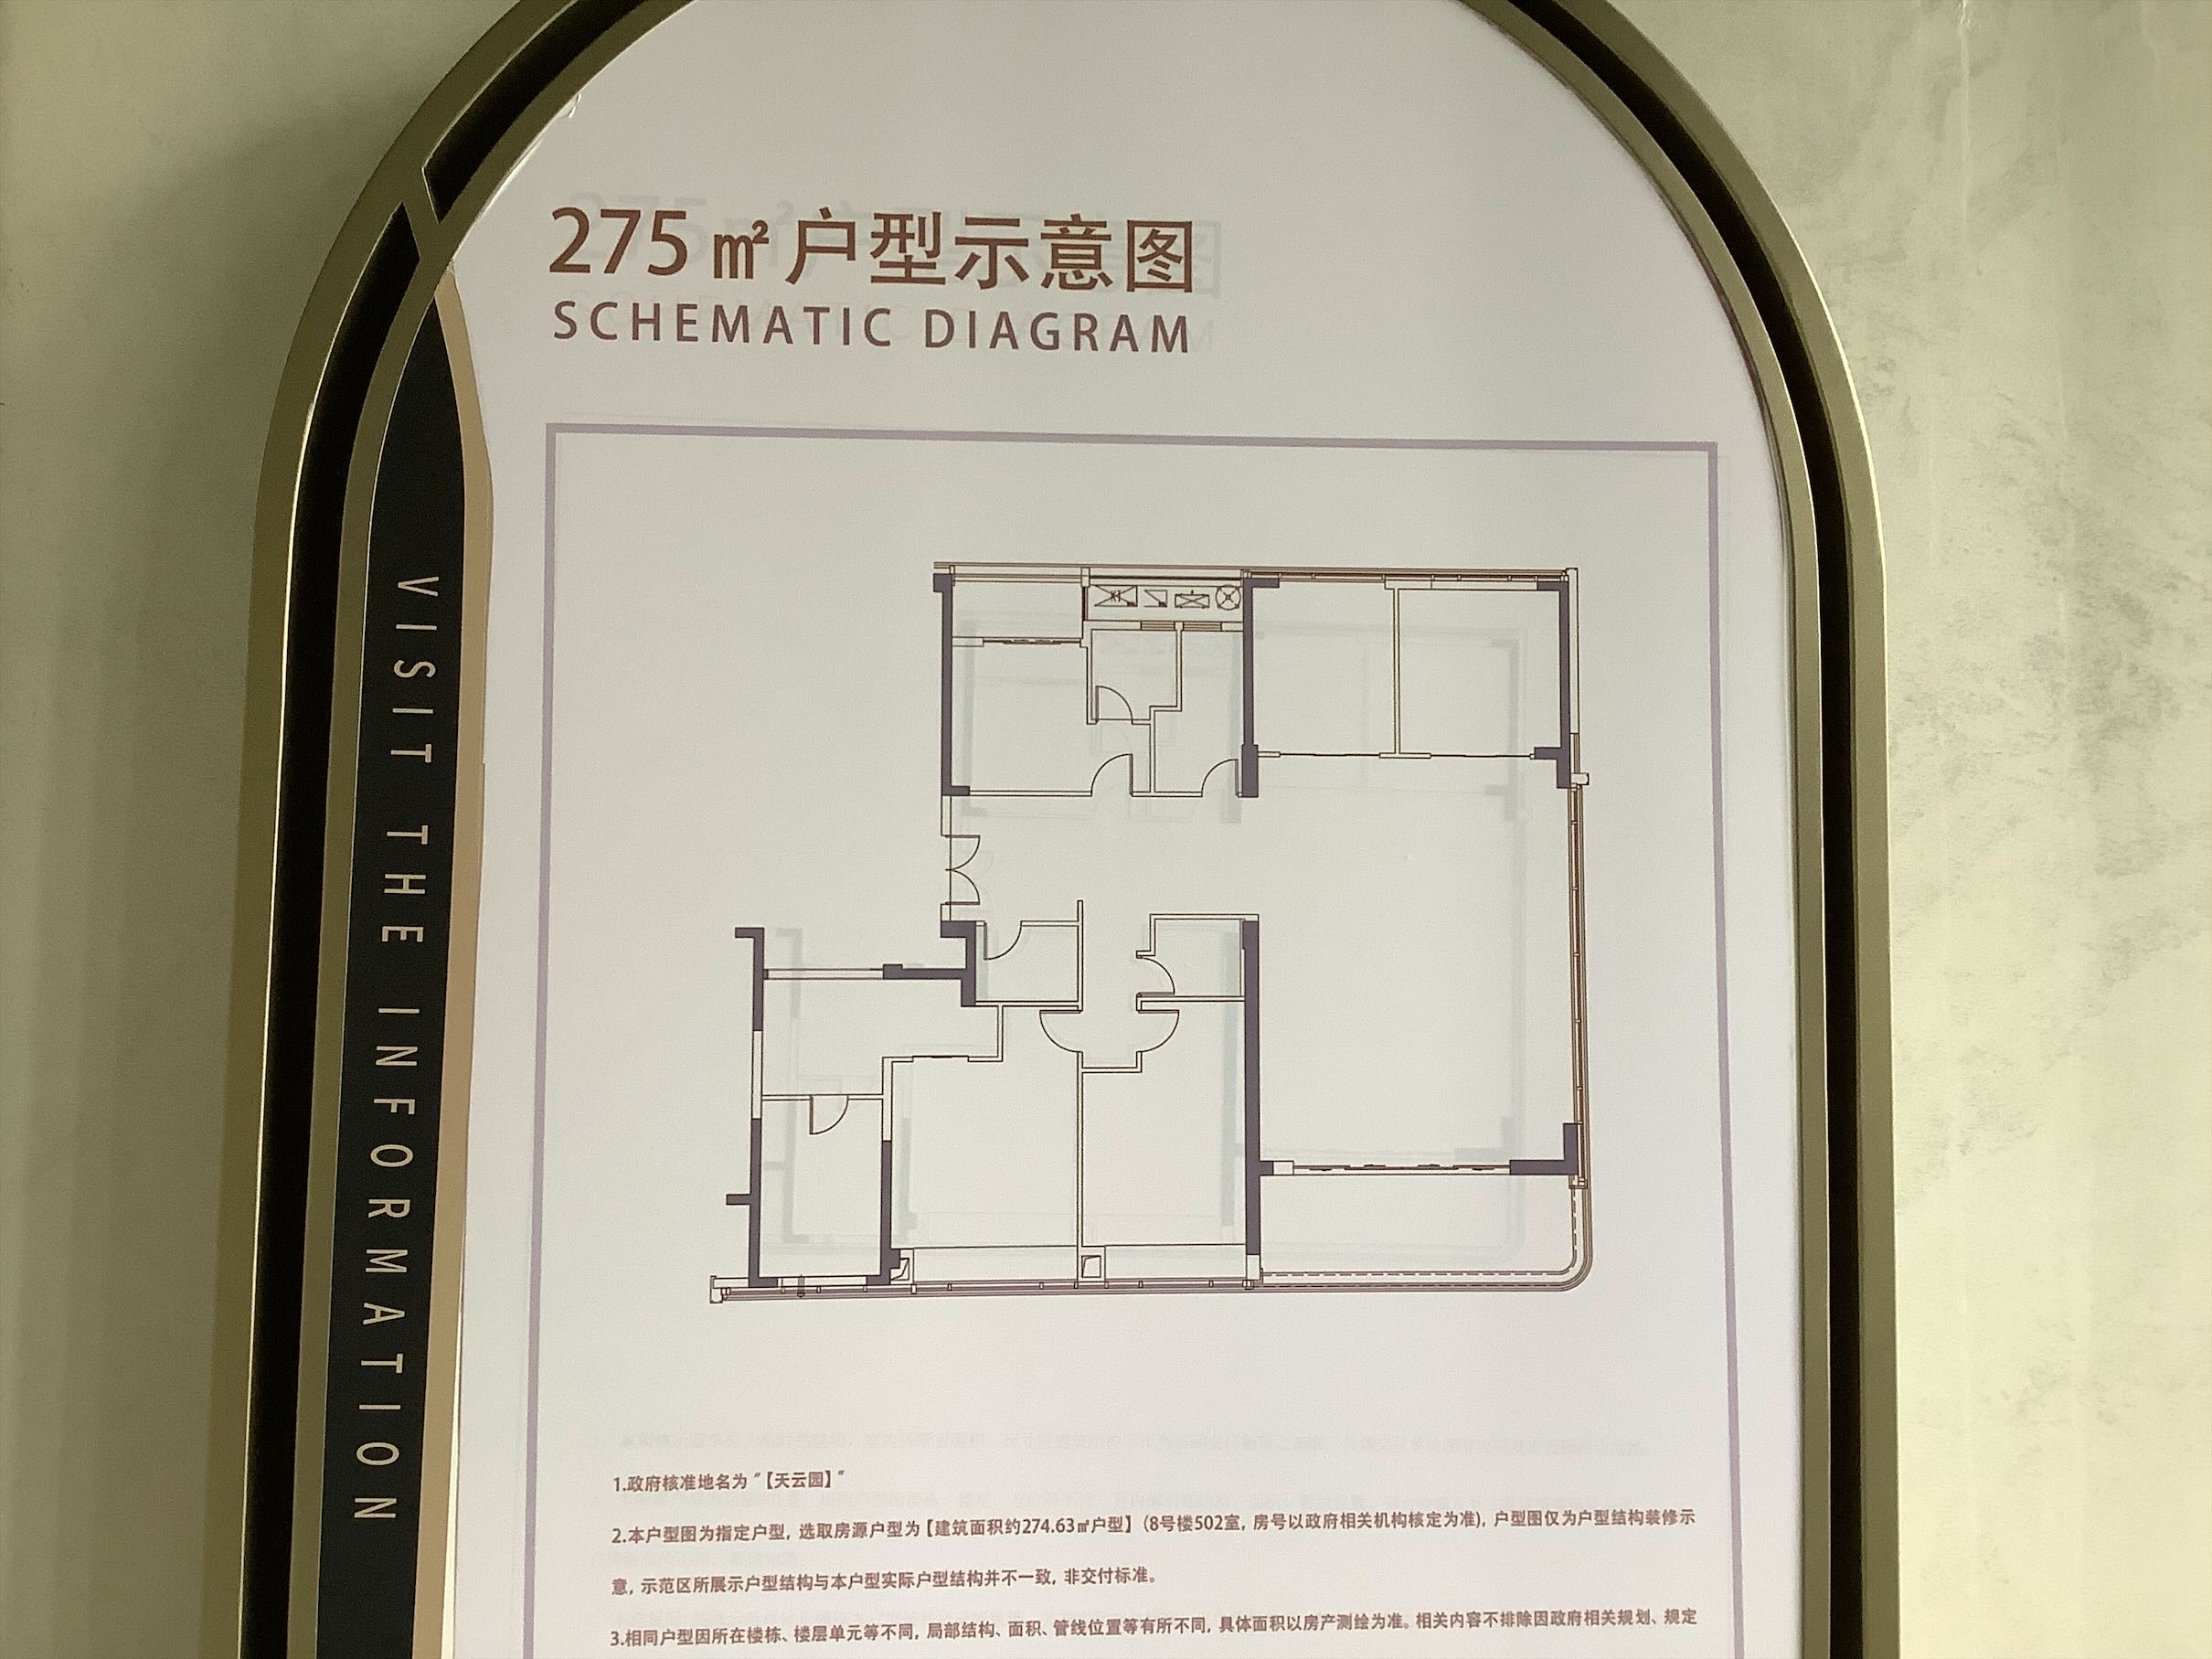 275㎡户型示意图
SCHEMATIC DIAGRAM
VISIT THE INFORMATION
1.政府核准地名为“【天云园】”
2.本户型图为指定户型, 选取房源户型为【建筑面积约274.63㎡户型】(8号楼502室, 房号以政府相关机构核定为准), 户型图仅为户型结构装修示
意, 示范区所展示户型结构与本户型实际户型结构并不一致, 非交付标准。
3.相同户型因所在楼栋、楼层单元等不同, 局部结构、面积、管线位置等有所不同, 具体面积以房产测绘为准。相关内容不排除因政府相关规划、规定